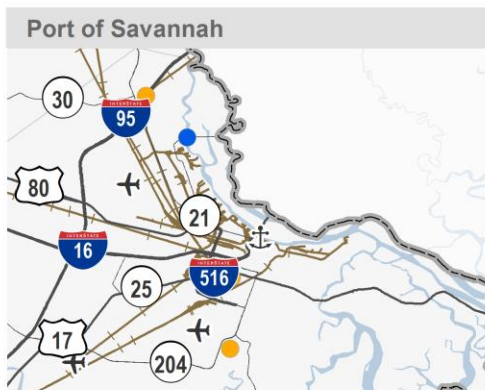 Port of Savannah
30
INTERSTATE
95
80
21
INTERSTATE
16
INTERSTATE
516
25
17
204